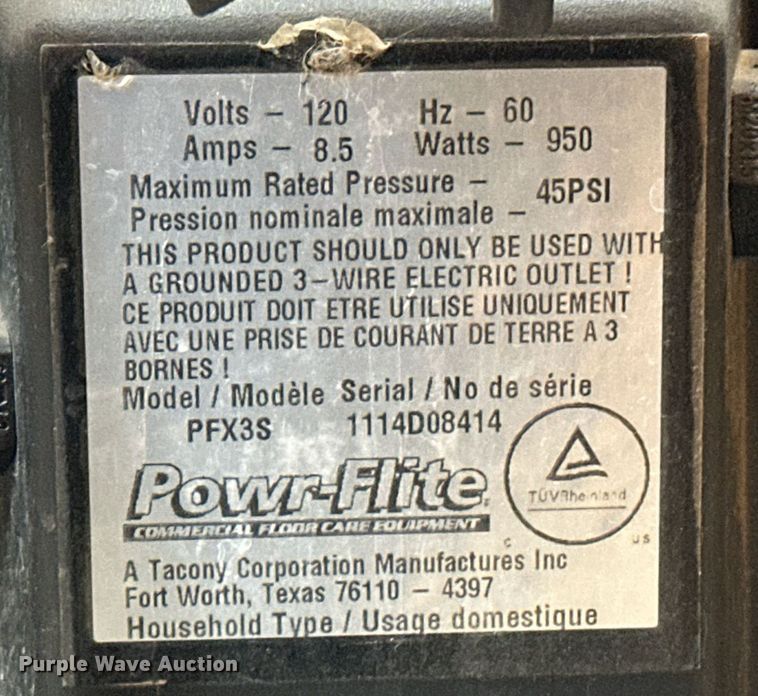 Volts – 120 Hz – 60
Amps – 8.5 Watts – 950
Maximum Rated Pressure – 45PSI
Pression nominale maximale –
THIS PRODUCT SHOULD ONLY BE USED WITH
A GROUNDED 3-WIRE ELECTRIC OUTLET !
CE PRODUIT DOIT ETRE UTILISE UNIQUEMENT
AVEC UNE PRISE DE COURANT DE TERRE A 3
BORNES !
Model / Modèle Serial / No de série
PFX3S 1114D08414
Powr-Flite
COMMERCIAL FLOOR CARE EQUIPMENT
TÜVRheinland
C US
A Tacony Corporation Manufactures Inc
Fort Worth, Texas 76110 – 4397
Household Type / Usage domestique
Purple Wave Auction